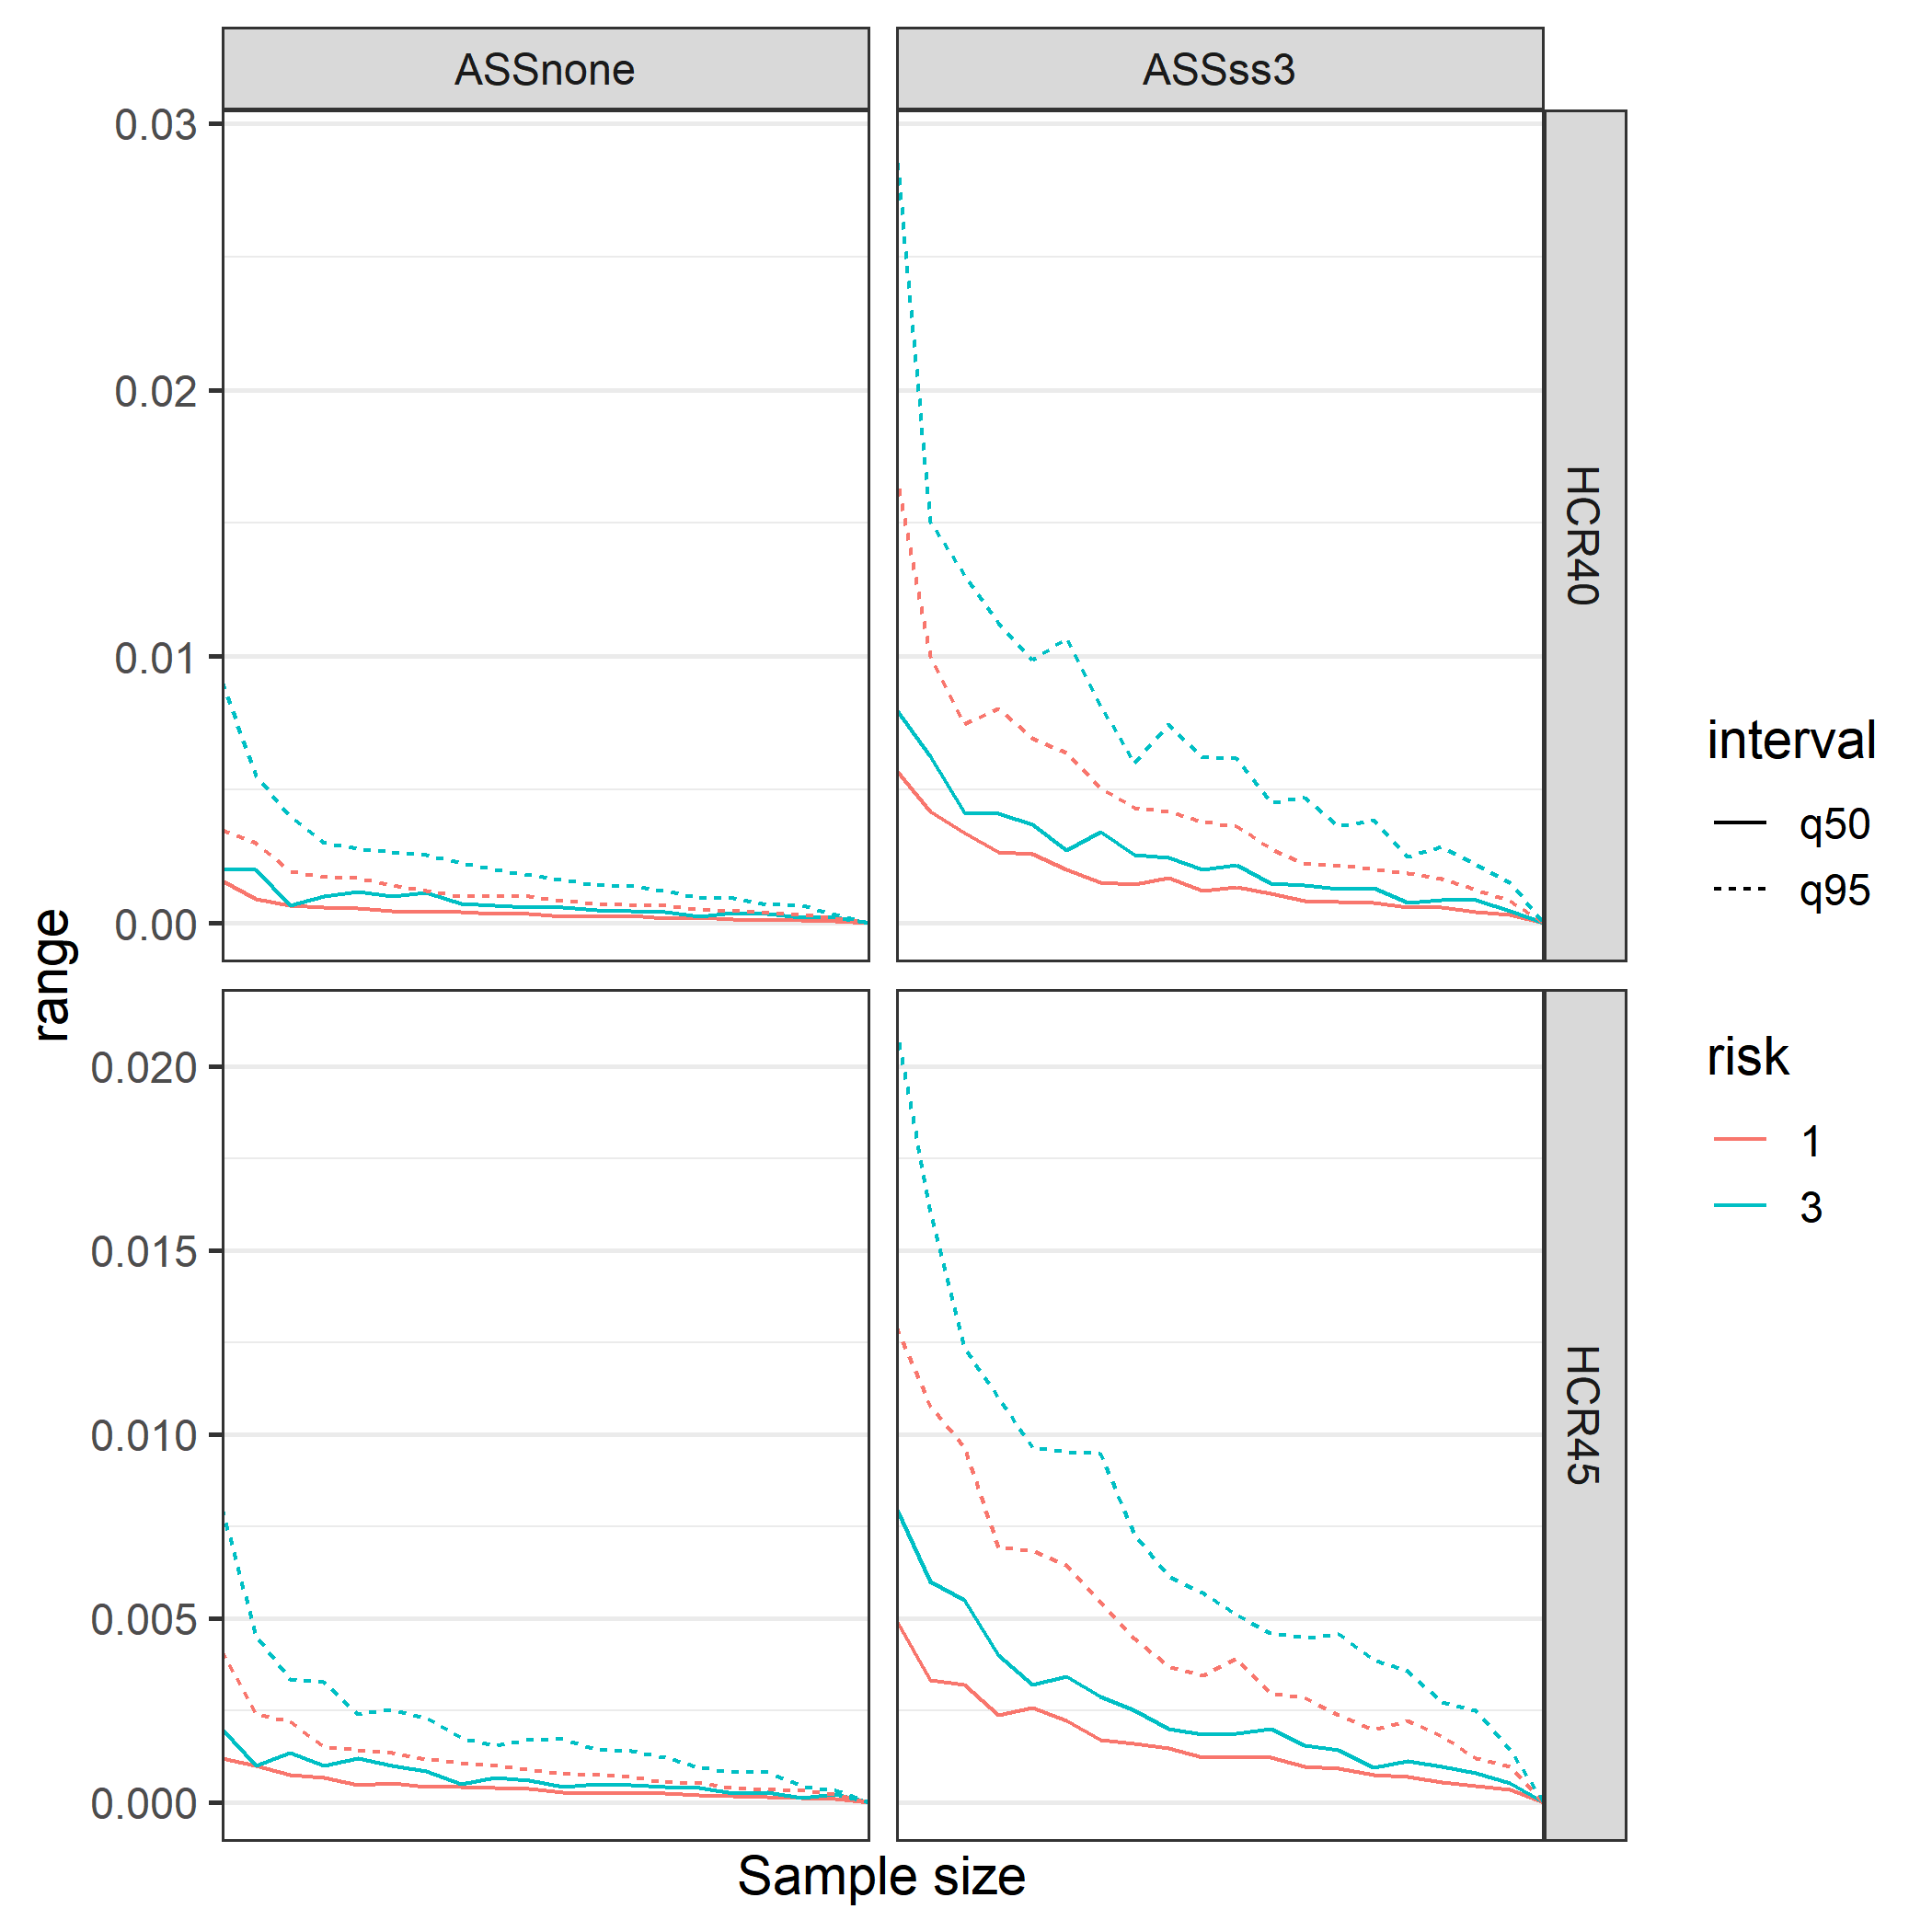 ASSnone
ASSss3
0.03
0.02
0.01
0.00
HCR40
0.020
0.015
0.010
0.005
0.000
HCR45
range
Sample size
interval
q50
q95
risk
1
3